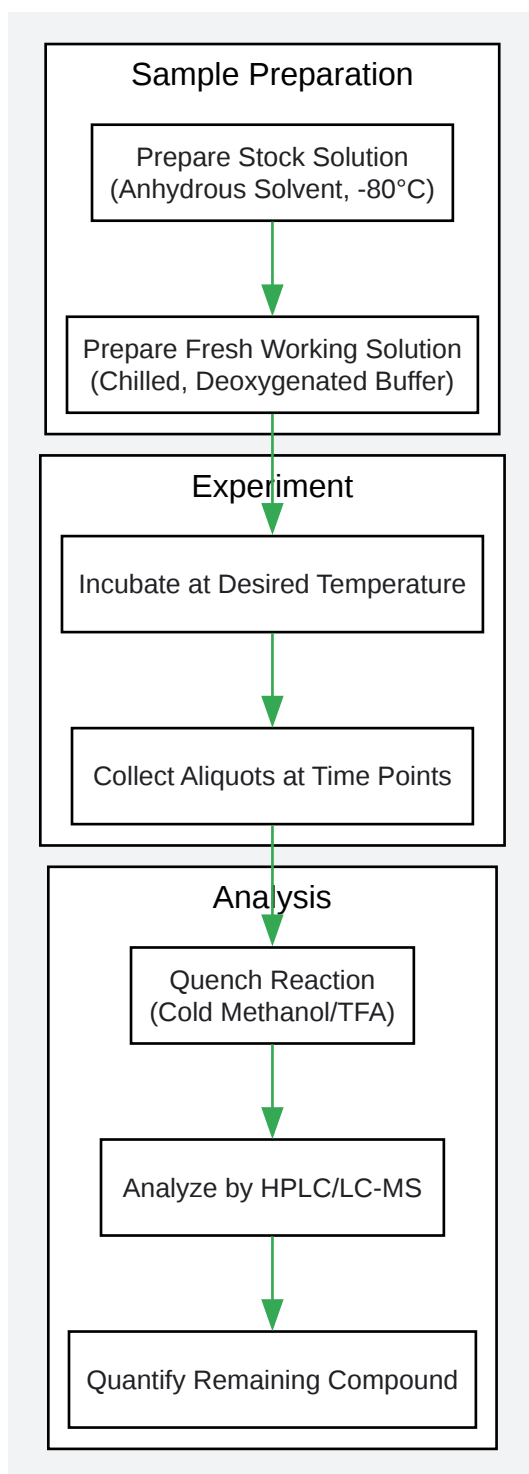 Sample Preparation
Prepare Stock Solution
(Anhydrous Solvent, -80°C)
Prepare Fresh Working Solution
(Chilled, Deoxygenated Buffer)
Experiment
Incubate at Desired Temperature
Collect Aliquots at Time Points
Analysis
Quench Reaction
(Cold Methanol/TFA)
Analyze by HPLC/LC-MS
Quantify Remaining Compound